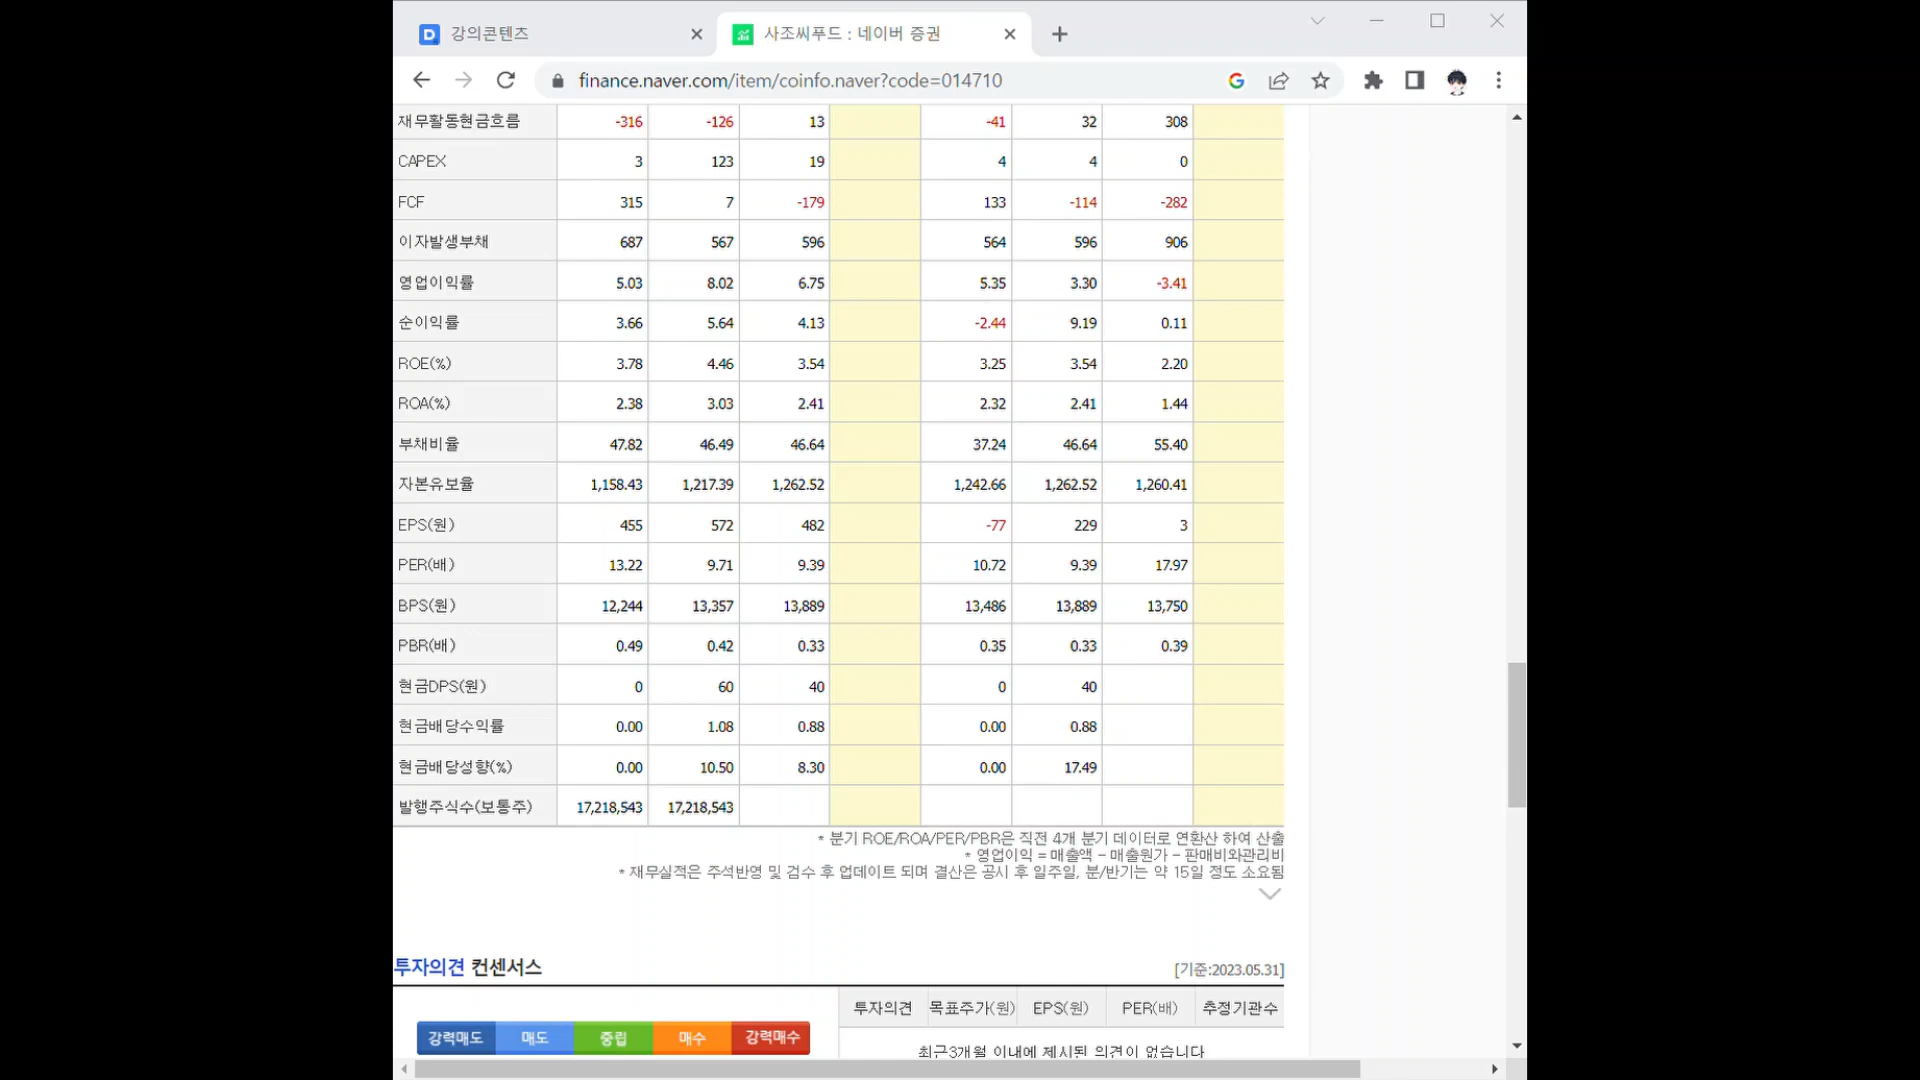 강의콘텐츠
사조씨푸드 : 네이버 증권
finance.naver.com/item/coinfo.naver?code=014710
재무활동현금흐름 -316 -126 13 -41 32 308
CAPEX 3 123 19 4 4 0
FCF 315 7 -179 133 -114 -282
이자발생부채 687 567 596 564 596 906
영업이익률 5.03 8.02 6.75 5.35 3.30 -3.41
순이익률 3.66 5.64 4.13 -2.44 9.19 0.11
ROE(%) 3.78 4.46 3.54 3.25 3.54 2.20
ROA(%) 2.38 3.03 2.41 2.32 2.41 1.44
부채비율 47.82 46.49 46.64 37.24 46.64 55.40
자본유보율 1,158.43 1,217.39 1,262.52 1,242.66 1,262.52 1,260.41
EPS(원) 455 572 482 -77 229 3
PER(배) 13.22 9.71 9.39 10.72 9.39 17.97
BPS(원) 12,244 13,357 13,889 13,486 13,889 13,750
PBR(배) 0.49 0.42 0.33 0.35 0.33 0.39
현금DPS(원) 0 60 40 0 40
현금배당수익률 0.00 1.08 0.88 0.00 0.88
현금배당성향(%) 0.00 10.50 8.30 0.00 17.49
발행주식수(보통주) 17,218,543 17,218,543
* 분기 ROE/ROA/PER/PBR은 직전 4개 분기 데이터로 연환산 하여 산출
* 영업이익 = 매출액 - 매출원가 - 판매비와관리비
* 재무실적은 주석반영 및 검수 후 업데이트 되며 결산은 공시 후 일주일, 분/반기는 약 15일 정도 소요됨
투자의견 컨센서스 [기준:2023.05.31]
투자의견 목표주가(원) EPS(원) PER(배) 추정기관수
강력매도 매도 중립 매수 강력매수
최근3개월 이내에 제시된 의견이 없습니다